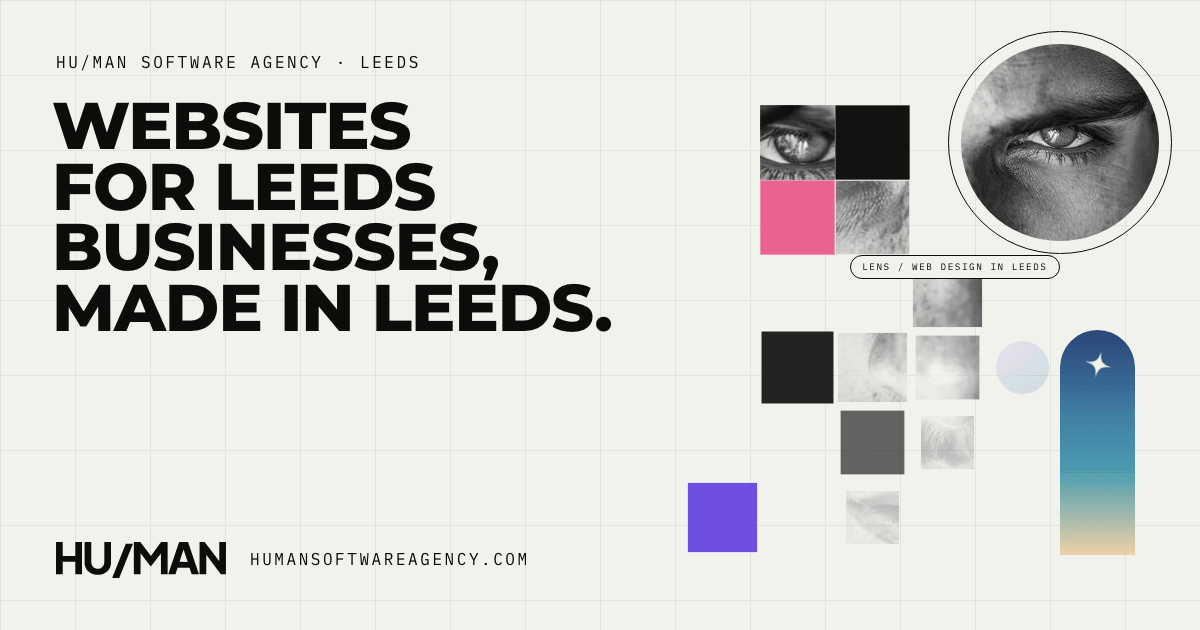 HU/MAN SOFTWARE AGENCY · LEEDS
WEBSITES
FOR LEEDS
BUSINESSES,
MADE IN LEEDS.
LENS / WEB DESIGN IN LEEDS
HU/MAN
HUMANSOFTWAREAGENCY.COM